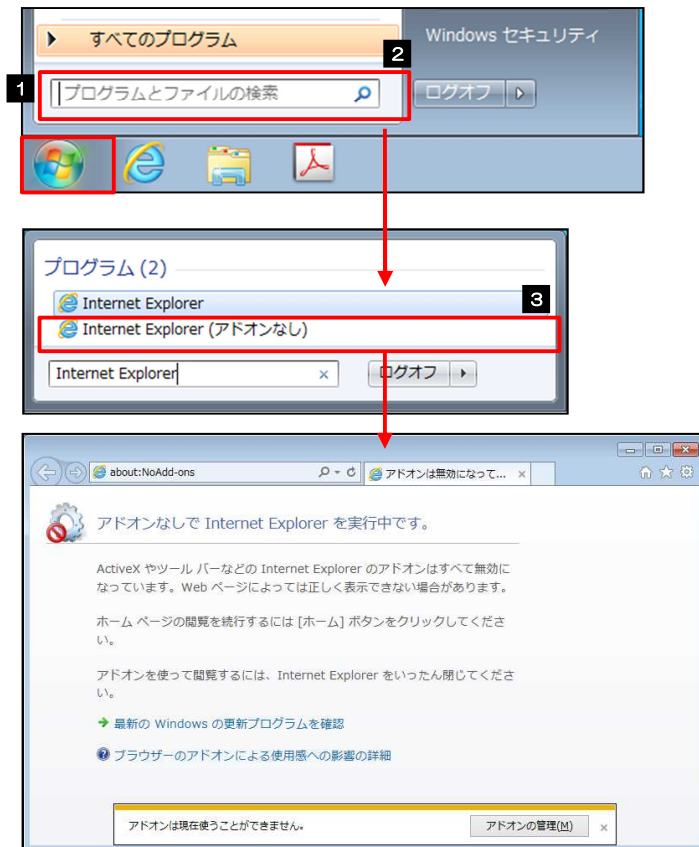 すべてのプログラム
Windows セキュリティ
2
1
プログラムとファイルの検索
ログオフ
プログラム (2)
Internet Explorer
3
Internet Explorer (アドオンなし)
Internet Explorer
ログオフ
about:NoAdd-ons
アドオンは無効になって...
アドオンなしで Internet Explorer を実行中です。
ActiveX やツール バーなどの Internet Explorer のアドオンはすべて無効に
なっています。Web ページによっては正しく表示できない場合があります。
ホーム ページの閲覧を続行するには [ホーム] ボタンをクリックしてくださ
い。
アドオンを使って閲覧するには、Internet Explorer をいったん閉じてくださ
い。
最新の Windows の更新プログラムを確認
ブラウザーのアドオンによる使用感への影響の詳細
アドオンは現在使うことができません。
アドオンの管理(M)